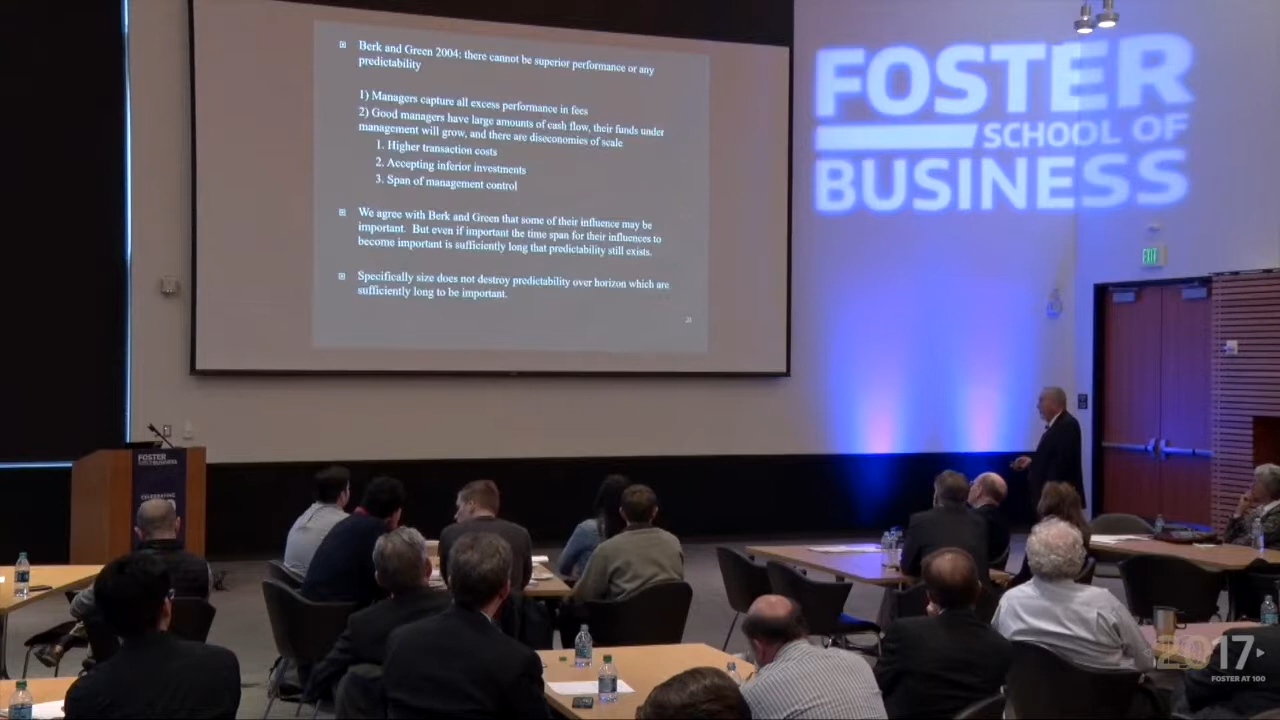 Berk and Green 2004: there cannot be superior performance or any
predictability
1) Managers capture all excess performance in fees
2) Good managers have large amounts of cash flow, their funds under
management will grow, and there are diseconomies of scale
1. Higher transaction costs
2. Accepting inferior investments
3. Span of management control
We agree with Berk and Green that some of their influence may be
important. But even if important the time span for their influences to
become important is sufficiently long that predictability still exists.
Specifically size does not destroy predictability over horizon which are
sufficiently long to be important.
FOSTER
SCHOOL OF
BUSINESS
EXIT
FOSTER
BUSINESS
CELEBRATING
2017
FOSTER AT 100